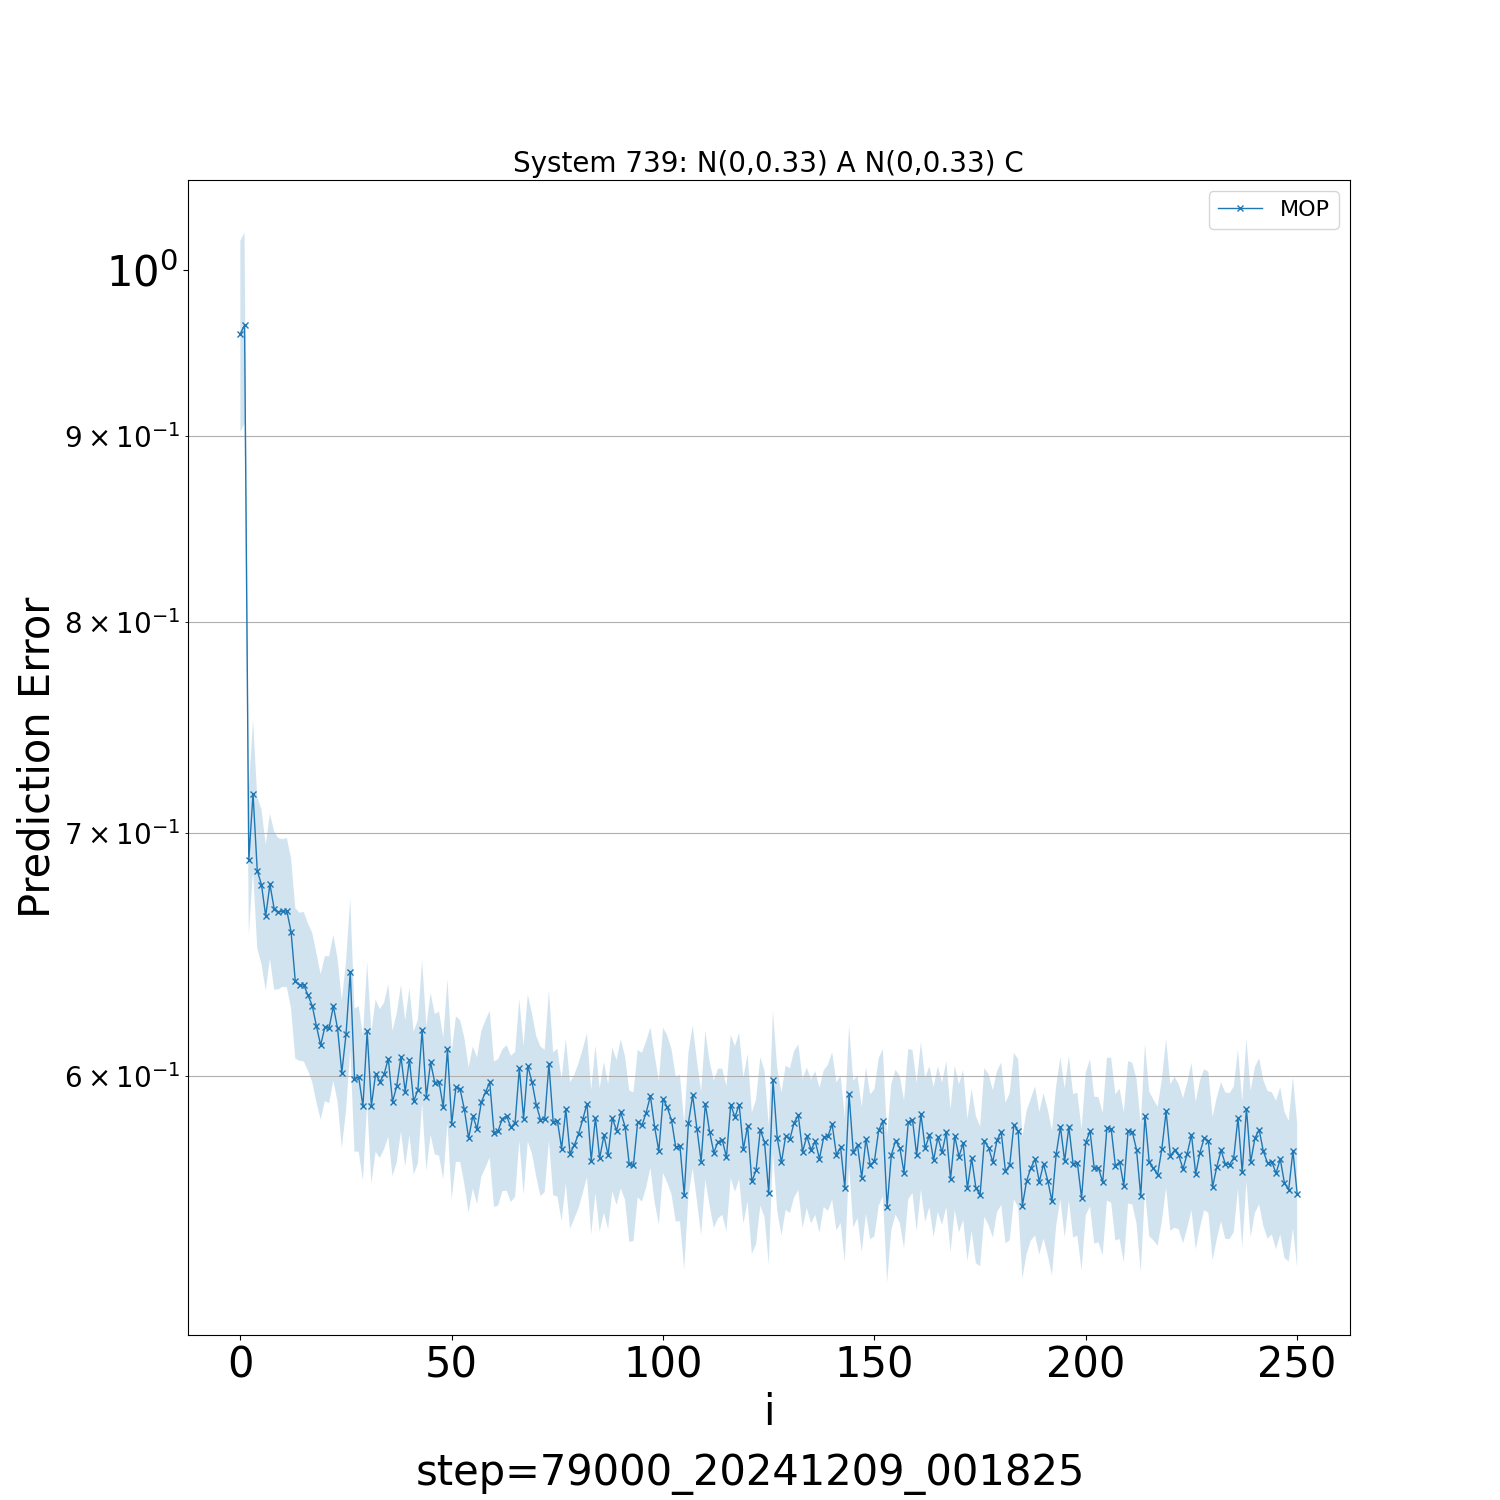 System 739: N(0,0.33) A N(0,0.33) C
MOP
10⁰
9 × 10⁻¹
8 × 10⁻¹
7 × 10⁻¹
6 × 10⁻¹
Prediction Error
0 50 100 150 200 250
i
step=79000_20241209_001825